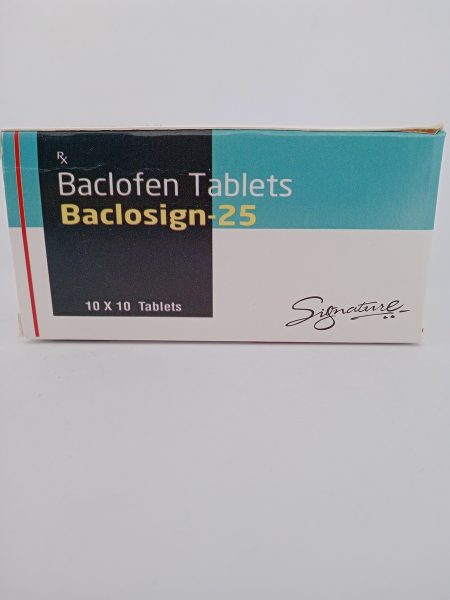 Rx
Baclofen Tablets
Baclosign-25
10 X 10 Tablets
Signature